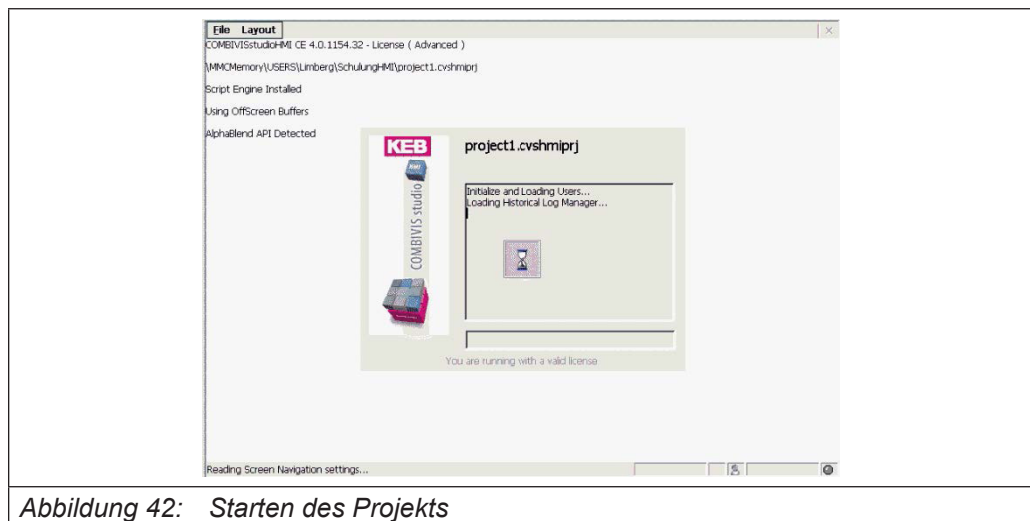 File Layout
COMBIVISstudioHMI CE 4.0.1154.32 - License ( Advanced )
\MMCMemory\USERS\Limberg\SchulungHMI\project1.cvshmiprj
Script Engine Installed
Using OffScreen Buffers
AlphaBlend API Detected
KEB
HMI
COMBIVIS studio
project1.cvshmiprj
Initialize and Loading Users...
Loading Historical Log Manager...
You are running with a valid license
Reading Screen Navigation settings...
Abbildung 42: Starten des Projekts